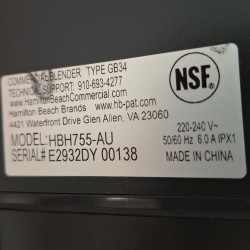 COMMERCIAL BLENDER TYPE GB34
TECHNICAL SUPPORT: 910-693-4277
www.HamiltonBeachCommercial.com
Hamilton Beach Brands www.hb-pat.com
4421 Waterfront Drive Glen Allen, VA 23060
NSF®
MODEL:HBH755-AU
SERIAL# E2932DY 00138
220-240 V~
50/60 Hz 6.0 A IPX1
MADE IN CHINA